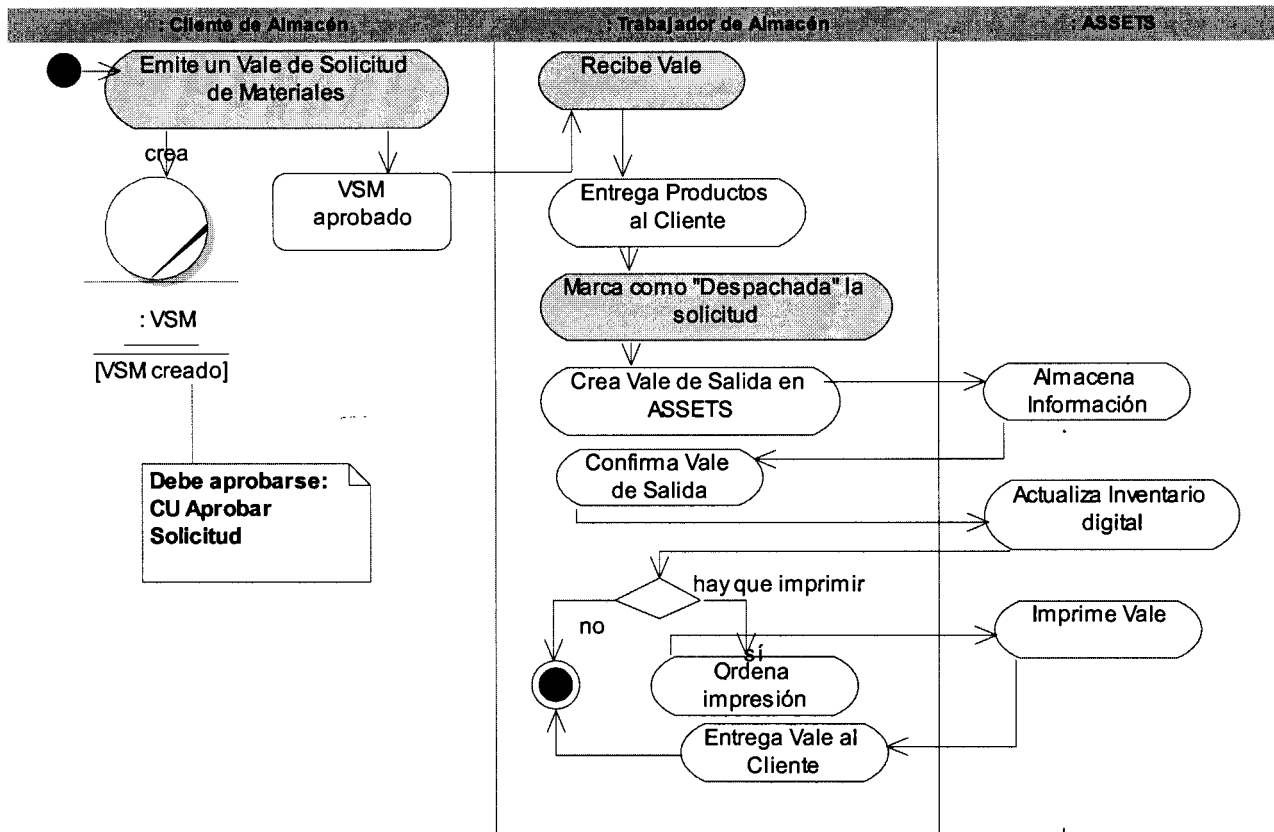 : Cliente de Almacén
: Trabajador de Almacén
: ASSETS
Emite un Vale de Solicitud
de Materiales
crea
VSM
aprobado
: VSM
[VSM creado]
Debe aprobarse:
CU Aprobar
Solicitud
Recibe Vale
Entrega Productos
al Cliente
Marca como "Despachada" la
solicitud
Crea Vale de Salida en
ASSETS
Almacena
Información
Confirma Vale
de Salida
Actualiza Inventario
digital
hay que imprimir
no
sí
Ordena
impresión
Imprime Vale
Entrega Vale al
Cliente